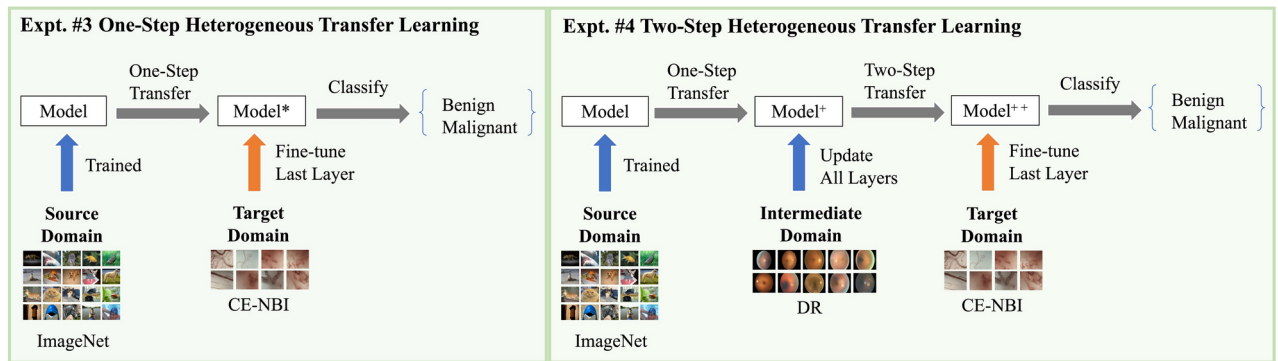 Expt. #3 One-Step Heterogeneous Transfer Learning
One-Step
Transfer
Classify
Model
Model*
Benign
Malignant
Trained
Fine-tune
Last Layer
Source
Domain
Target
Domain
CE-NBI
ImageNet
Expt. #4 Two-Step Heterogeneous Transfer Learning
One-Step
Transfer
Two-Step
Transfer
Classify
Model
Model⁺
Model⁺⁺
Benign
Malignant
Trained
Update
All Layers
Fine-tune
Last Layer
Source
Domain
Intermediate
Domain
Target
Domain
DR
CE-NBI
ImageNet